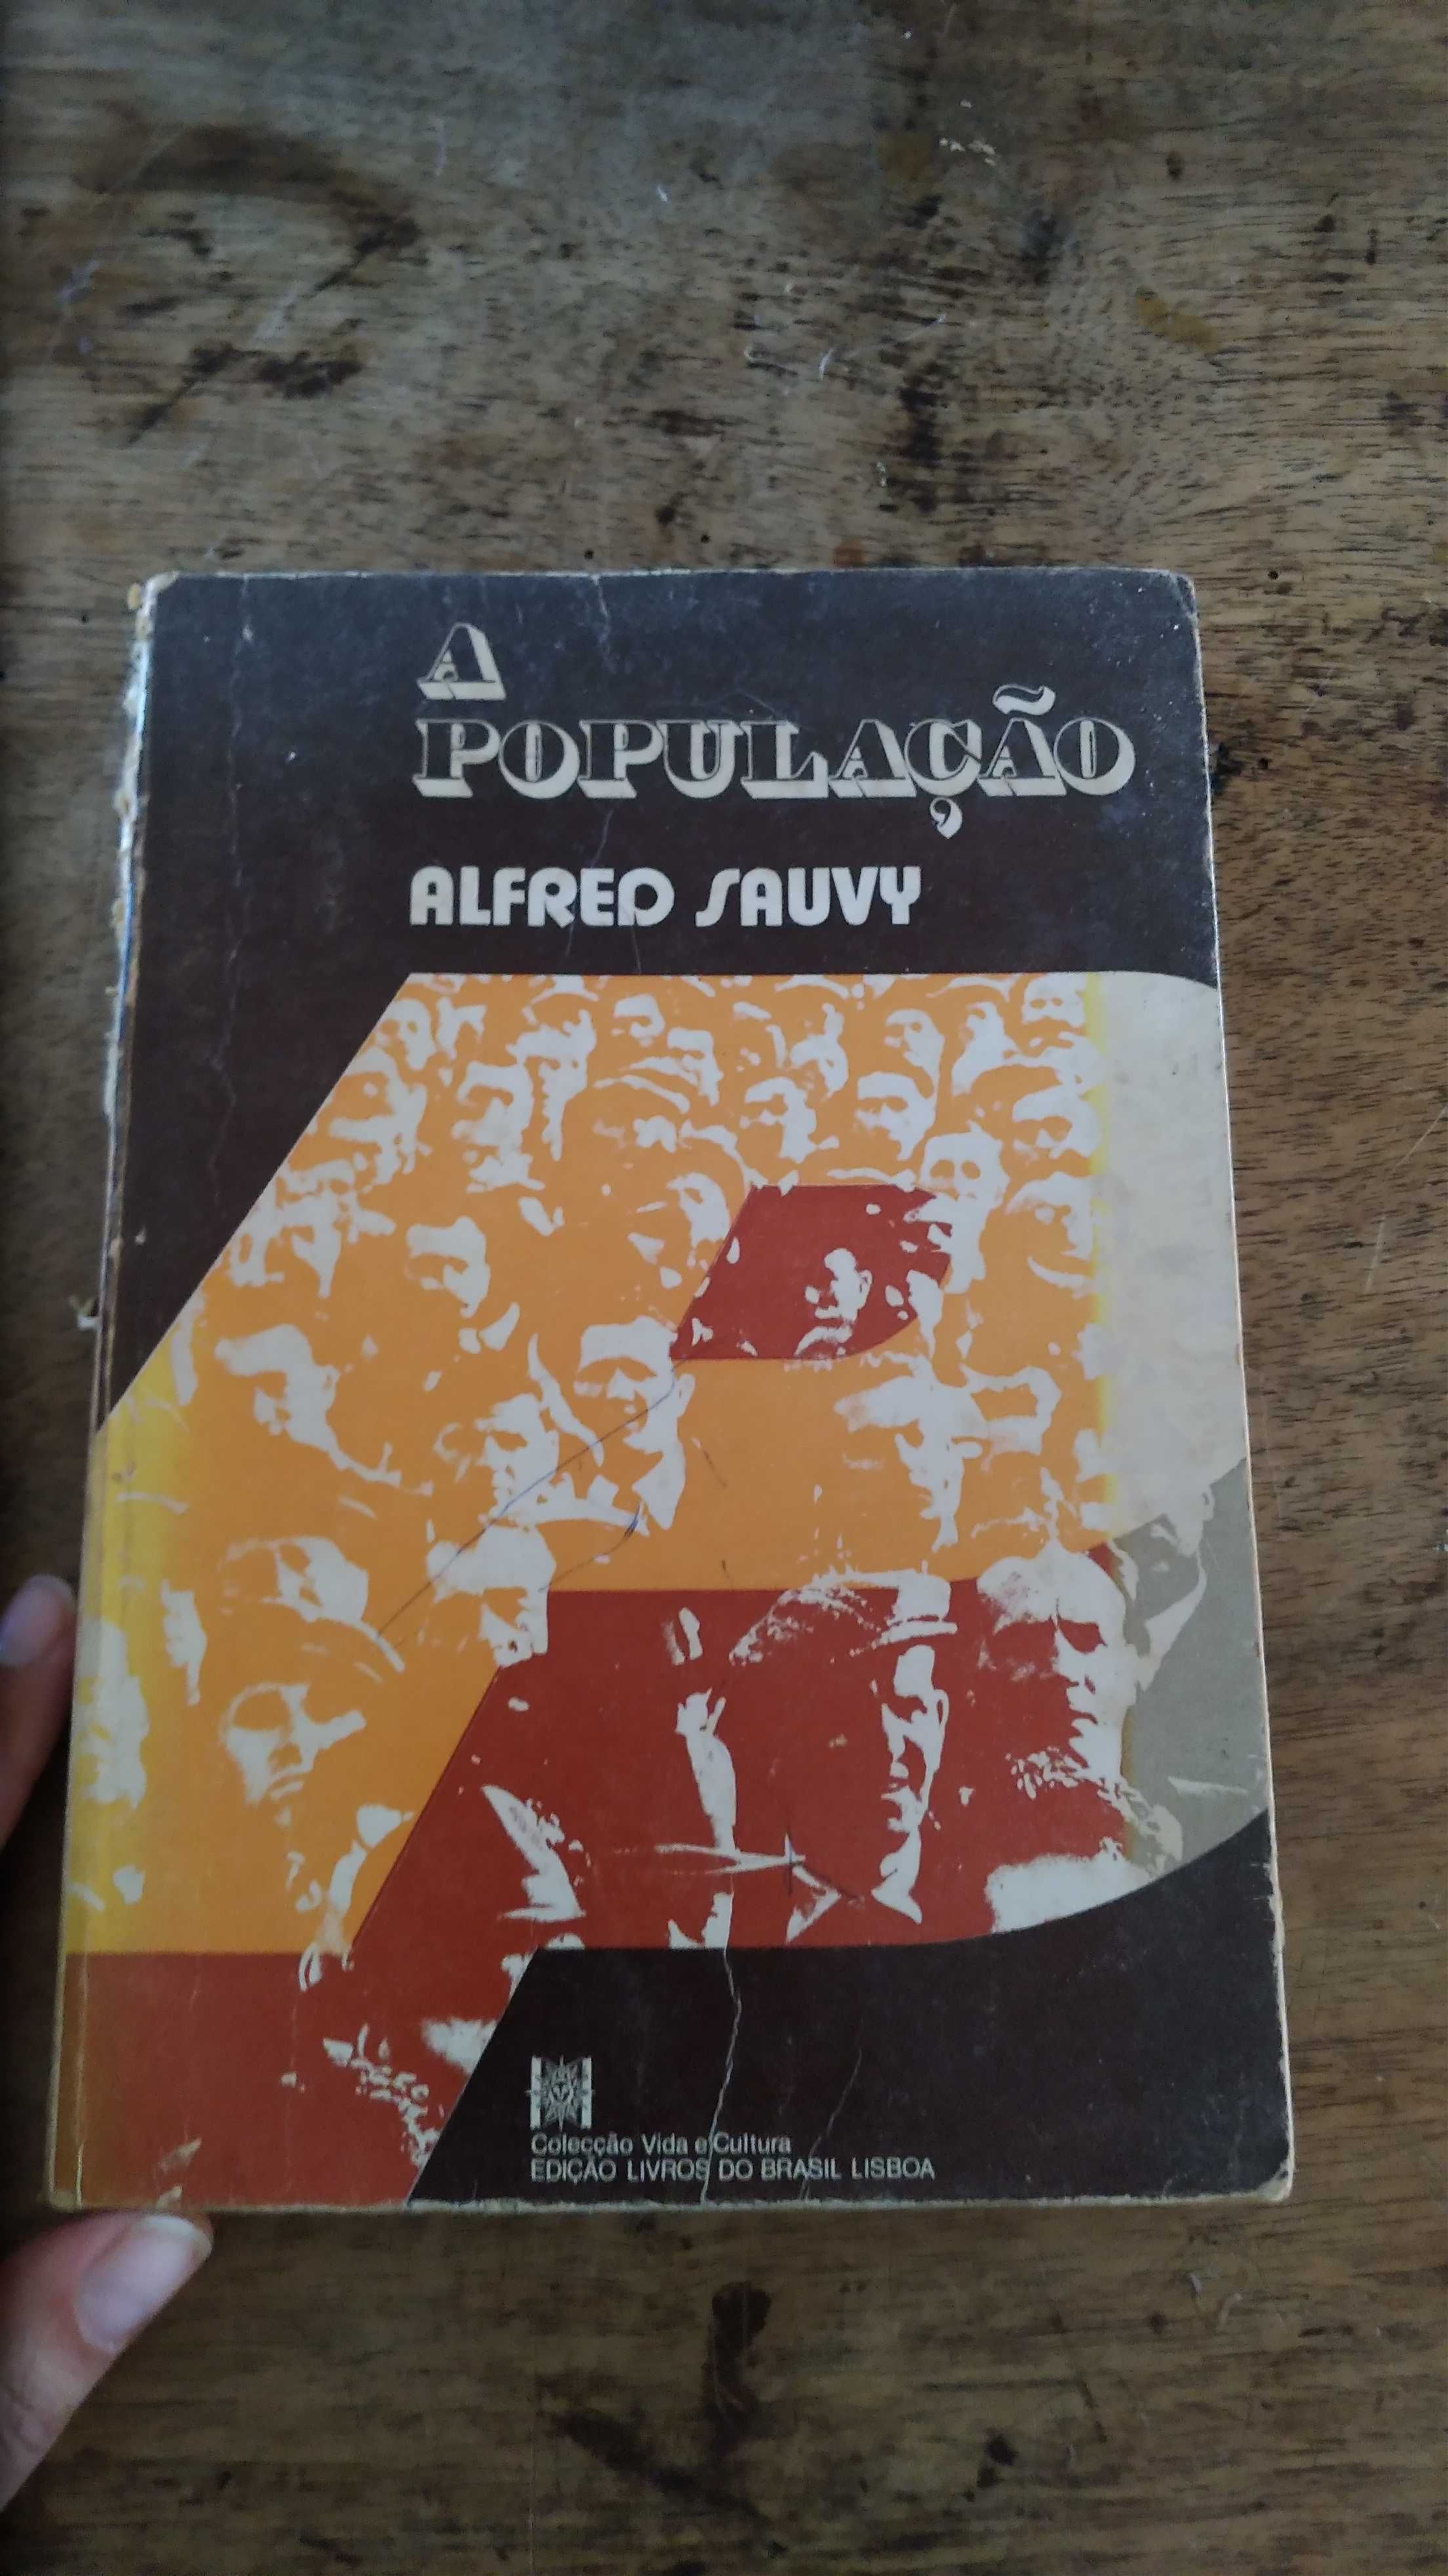 A
POPULAÇÃO
ALFRED SAUVY
Colecção Vida e Cultura
EDIÇÃO LIVROS DO BRASIL LISBOA